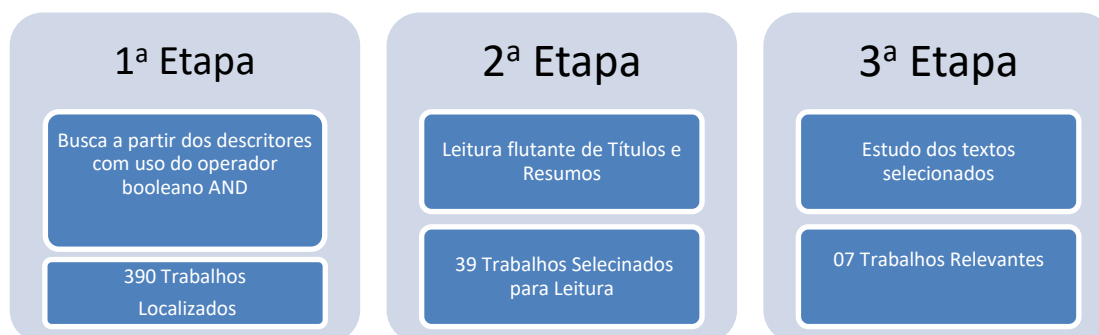 1ª Etapa
Busca a partir dos descritores
com uso do operador
booleano AND
390 Trabalhos
Localizados
2ª Etapa
Leitura flutante de Títulos e
Resumos
39 Trabalhos Selecinados
para Leitura
3ª Etapa
Estudo dos textos
selecionados
07 Trabalhos Relevantes